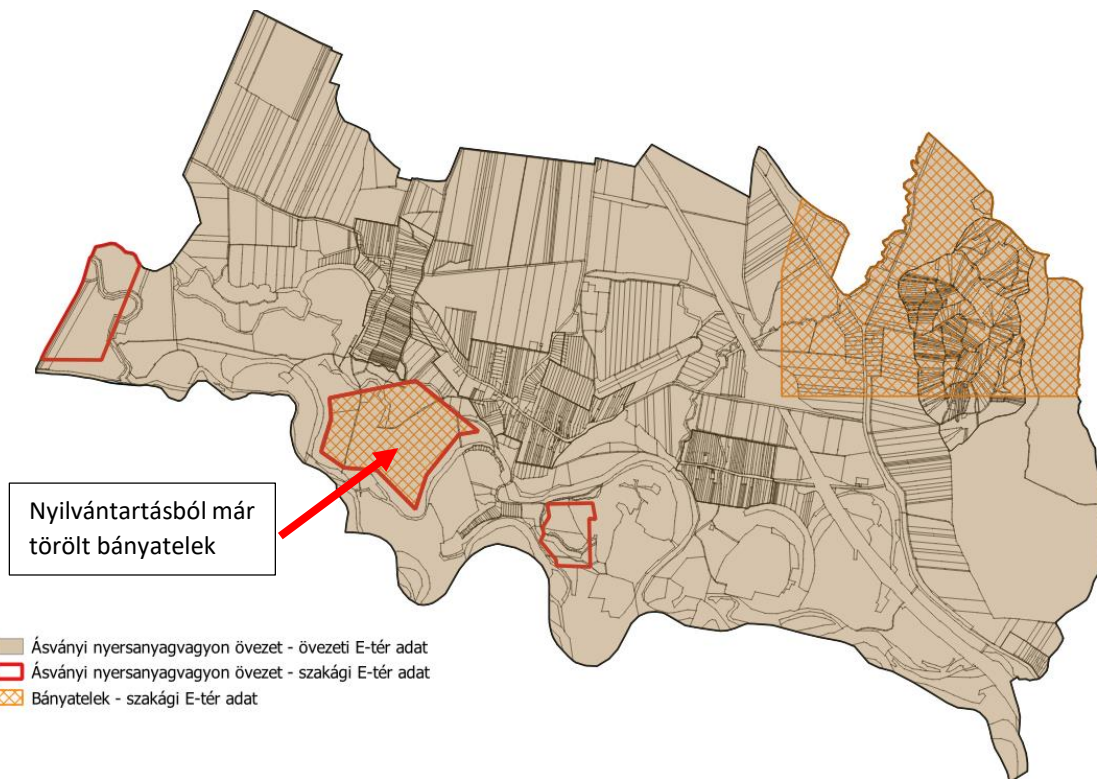 Nyilvántartásból már
törölt bányatelek
Ásványi nyersanyagvagyon övezet - övezeti E-tér adat
Ásványi nyersanyagvagyon övezet - szakági E-tér adat
Bányatelek - szakági E-tér adat